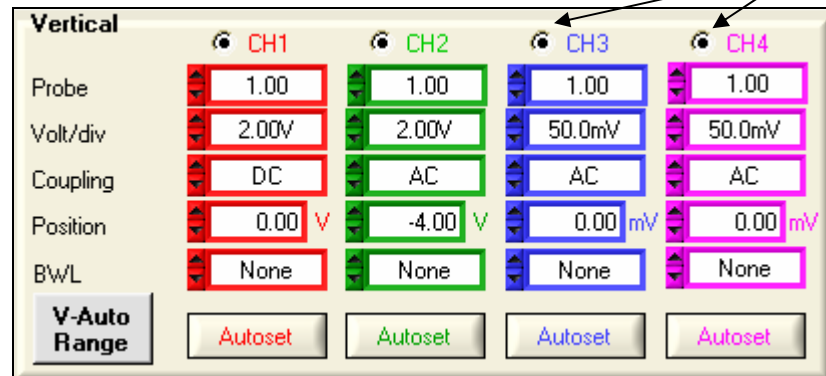 Vertical
CH1 CH2 CH3 CH4
Probe 1.00 1.00 1.00 1.00
Volt/div 2.00V 2.00V 50.0mV 50.0mV
Coupling DC AC AC AC
Position 0.00 V -4.00 V 0.00 mV 0.00 mV
BWL None None None None
V-Auto
Range
Autoset Autoset Autoset Autoset